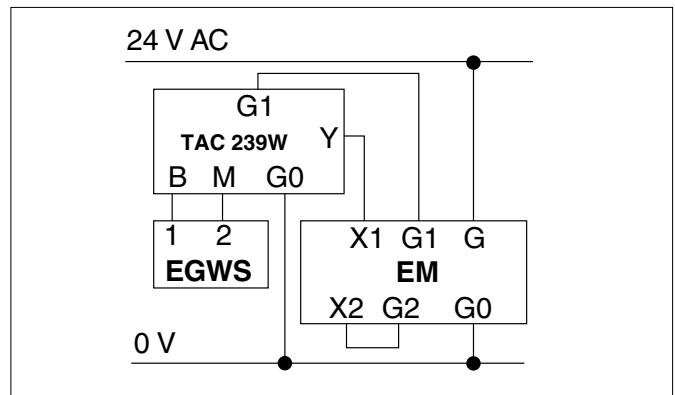 24 V AC
G1
TAC 239W Y
B M G0
1 2
EGWS
X1 G1 G
EM
X2 G2 G0
0 V